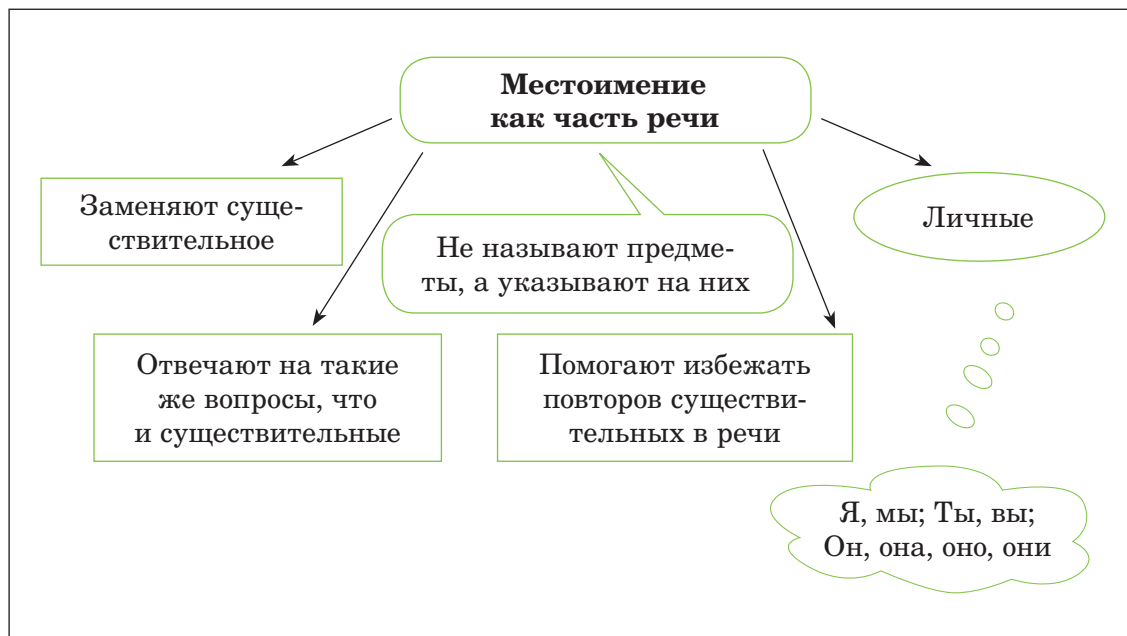 Местоимение
как часть речи
Заменяют суще-
ствительное
Не называют предме-
ты, а указывают на них
Личные
Отвечают на такие
же вопросы, что
и существительные
Помогают избежать
повторов существи-
тельных в речи
Я, мы; Ты, вы;
Он, она, оно, они